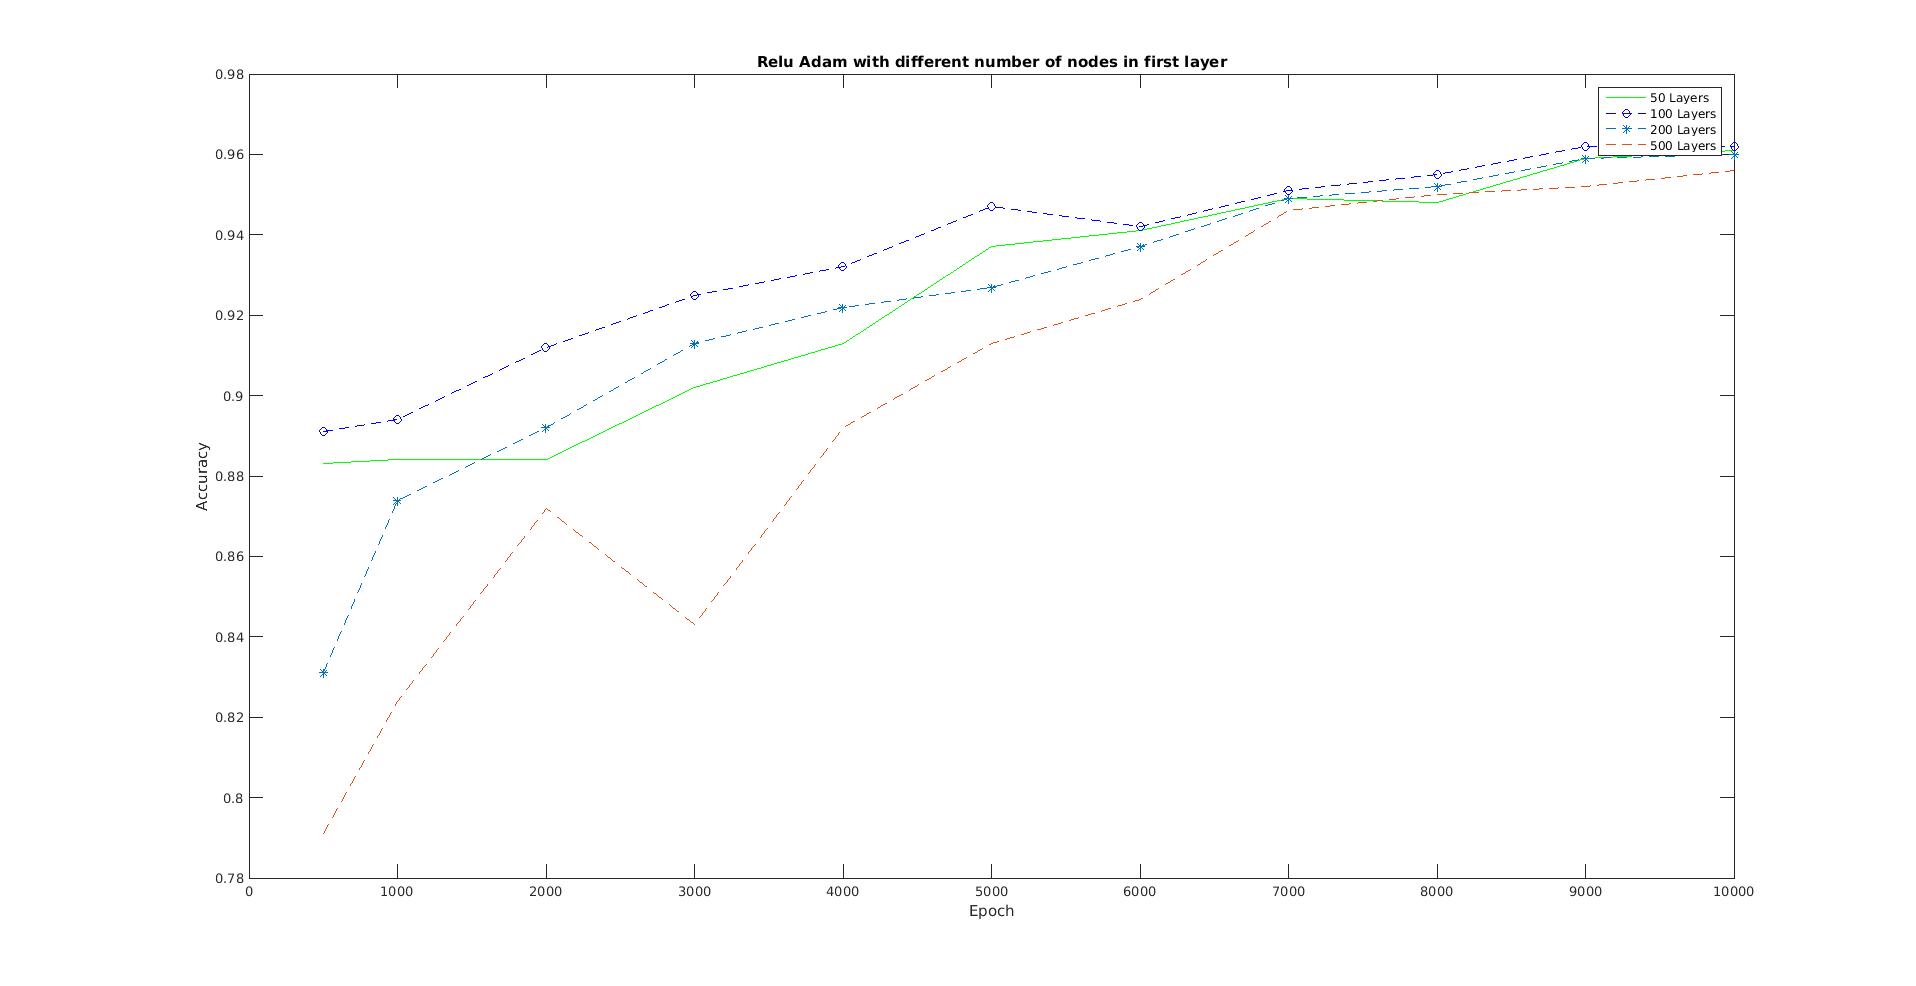 Relu Adam with different number of nodes in first layer
0.98
0.96
0.94
0.92
0.9
0.88
0.86
0.84
0.82
0.8
0.78
Accuracy
50 Layers
100 Layers
200 Layers
500 Layers
0 1000 2000 3000 4000 5000 6000 7000 8000 9000 10000
Epoch